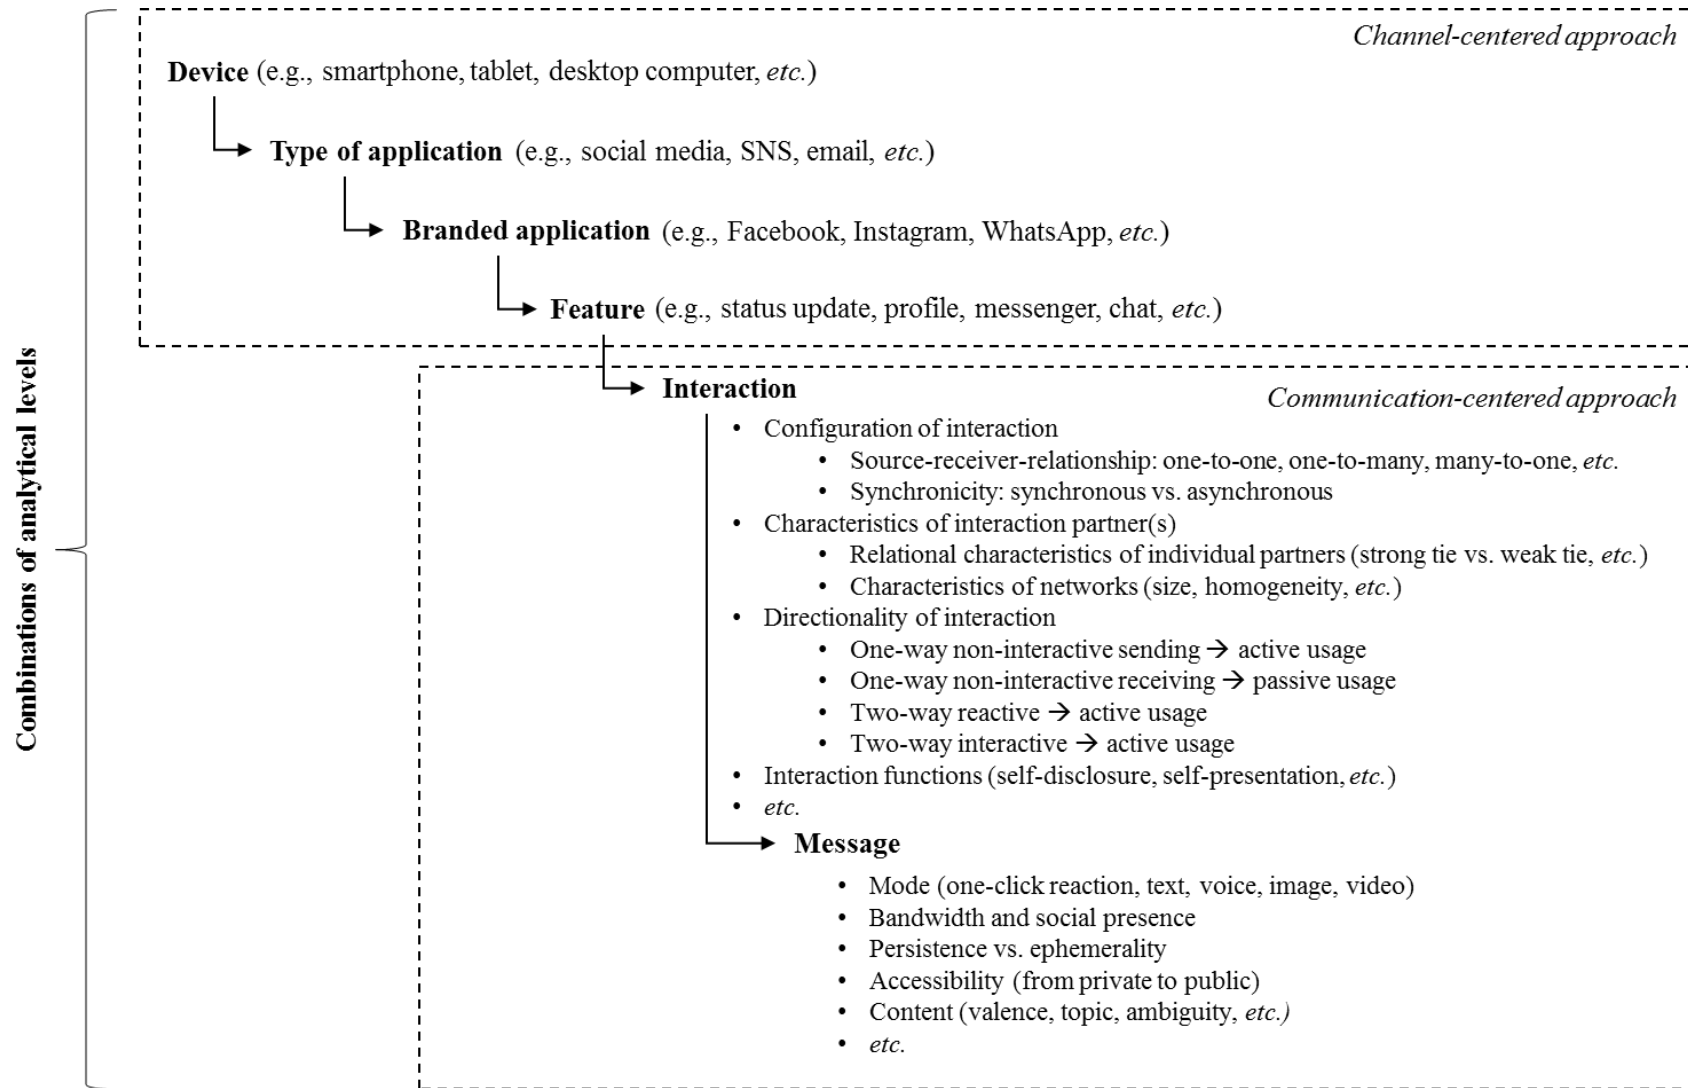 Channel-centered approach
Device (e.g., smartphone, tablet, desktop computer, etc.)
Type of application (e.g., social media, SNS, email, etc.)
Branded application (e.g., Facebook, Instagram, WhatsApp, etc.)
Feature (e.g., status update, profile, messenger, chat, etc.)
Combinations of analytical levels
Interaction
Communication-centered approach
• Configuration of interaction
• Source-receiver-relationship: one-to-one, one-to-many, many-to-one, etc.
• Synchronicity: synchronous vs. asynchronous
• Characteristics of interaction partner(s)
• Relational characteristics of individual partners (strong tie vs. weak tie, etc.)
• Characteristics of networks (size, homogeneity, etc.)
• Directionality of interaction
• One-way non-interactive sending → active usage
• One-way non-interactive receiving → passive usage
• Two-way reactive → active usage
• Two-way interactive → active usage
• Interaction functions (self-disclosure, self-presentation, etc.)
• etc.
Message
• Mode (one-click reaction, text, voice, image, video)
• Bandwidth and social presence
• Persistence vs. ephemerality
• Accessibility (from private to public)
• Content (valence, topic, ambiguity, etc.)
• etc.